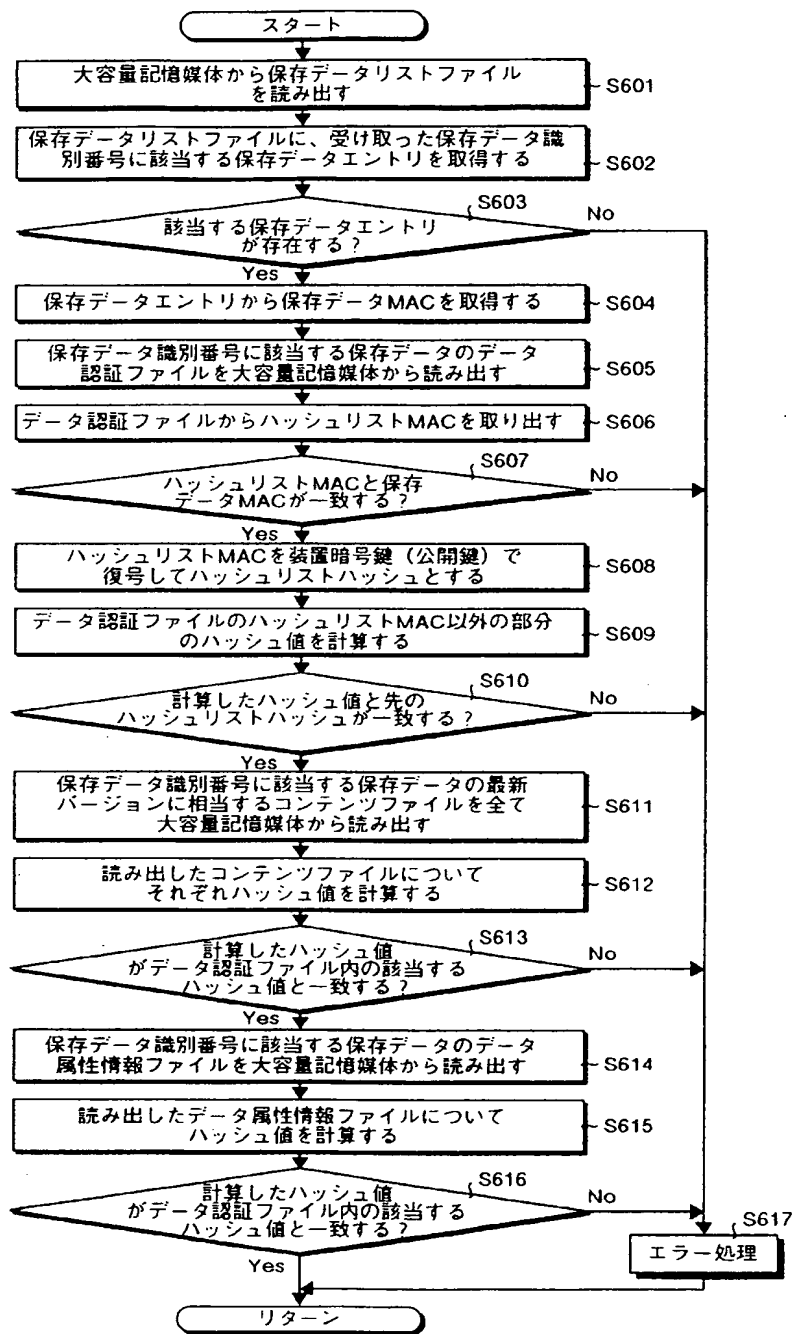 スタート
大容量記憶媒体から保存データリストファイル
を読み出す
S601
保存データリストファイルに、受け取った保存データ識
別番号に該当する保存データエントリを取得する
S602
S603
該当する保存データエントリ
が存在する?
No
Yes
保存データエントリから保存データMACを取得する
S604
保存データ識別番号に該当する保存データのデータ
認証ファイルを大容量記憶媒体から読み出す
S605
データ認証ファイルからハッシュリストMACを取り出す
S606
S607
ハッシュリストMACと保存
データMACが一致する?
No
Yes
ハッシュリストMACを装置暗号鍵(公開鍵)で
復号してハッシュリストハッシュとする
S608
データ認証ファイルのハッシュリストMAC以外の部分
のハッシュ値を計算する
S609
S610
計算したハッシュ値と先の
ハッシュリストハッシュが一致する?
No
Yes
保存データ識別番号に該当する保存データの最新
バージョンに相当するコンテンツファイルを全て
大容量記憶媒体から読み出す
S611
読み出したコンテンツファイルについて
それぞれハッシュ値を計算する
S612
S613
計算したハッシュ値
がデータ認証ファイル内の該当する
ハッシュ値と一致する?
No
Yes
保存データ識別番号に該当する保存データのデータ
属性情報ファイルを大容量記憶媒体から読み出す
S614
読み出したデータ属性情報ファイルについて
ハッシュ値を計算する
S615
S616
計算したハッシュ値
がデータ認証ファイル内の該当する
ハッシュ値と一致する?
No
Yes
S617
エラー処理
リターン